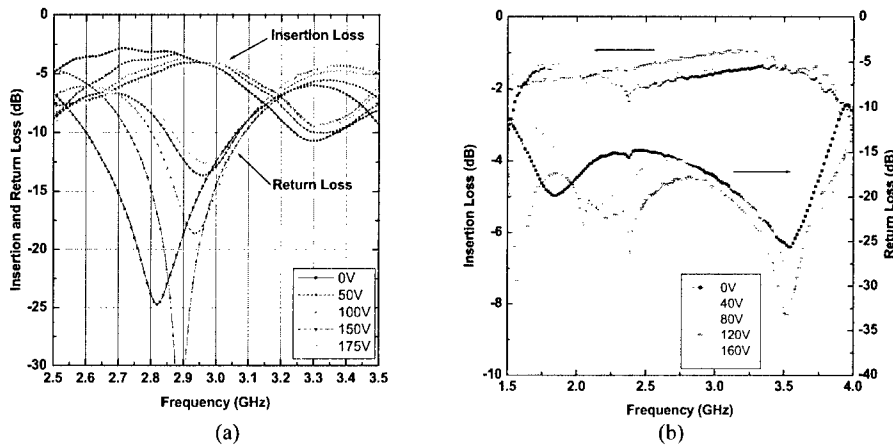 0
-5
-10
-15
-20
-25
-30
Insertion and Return Loss (dB)
Insertion Loss
Return Loss
0V
50V
100V
150V
175V
2.5 2.6 2.7 2.8 2.9 3.0 3.1 3.2 3.3 3.4 3.5
Frequency (GHz)
(a)
0
-2
-4
-6
-8
-10
Insertion Loss (dB)
0V
40V
80V
120V
160V
0
-5
-10
-15
-20
-25
-30
-35
-40
Return Loss (dB)
1.5 2.0 2.5 3.0 3.5 4.0
Frequency (GHz)
(b)